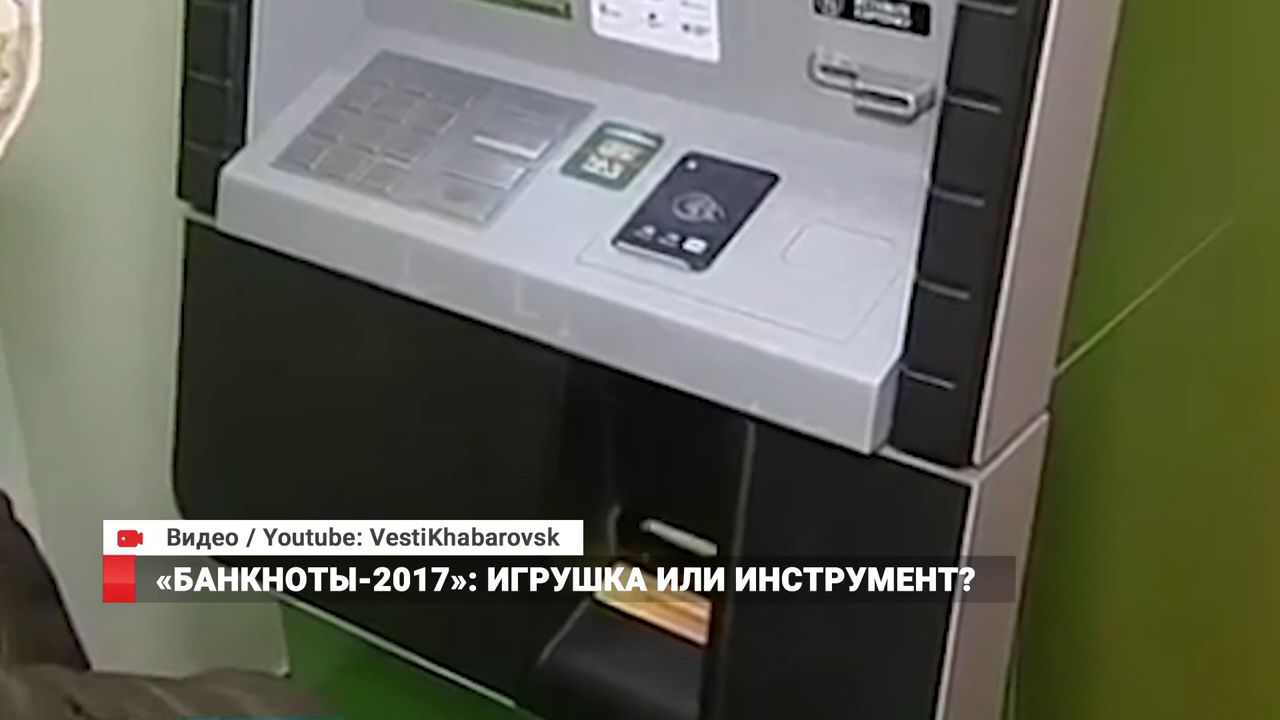 Видео / Youtube: VestiKhabarovsk
«БАНКНОТЫ-2017»: ИГРУШКА ИЛИ ИНСТРУМЕНТ?